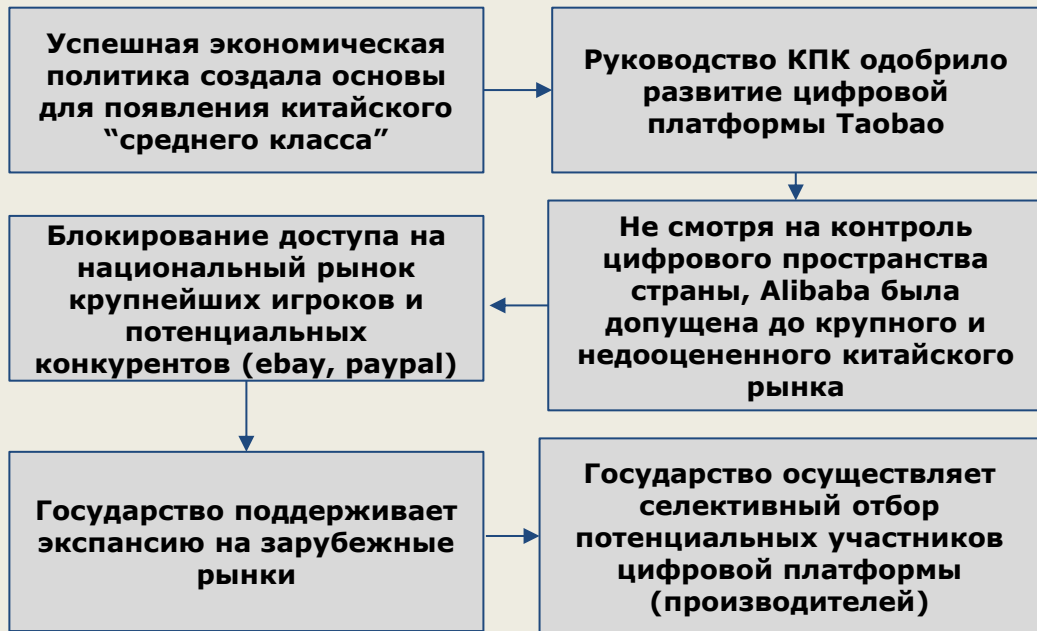 Успешная экономическая
политика создала основы
для появления китайского
“среднего класса”
Руководство КПК одобрило
развитие цифровой
платформы Taobao
Не смотря на контроль
цифрового пространства
страны, Alibaba была
допущена до крупного и
недооцененного китайского
рынка
Блокирование доступа на
национальный рынок
крупнейших игроков и
потенциальных
конкурентов (ebay, paypal)
Государство поддерживает
экспансию на зарубежные
рынки
Государство осуществляет
селективный отбор
потенциальных участников
цифровой платформы
(производителей)